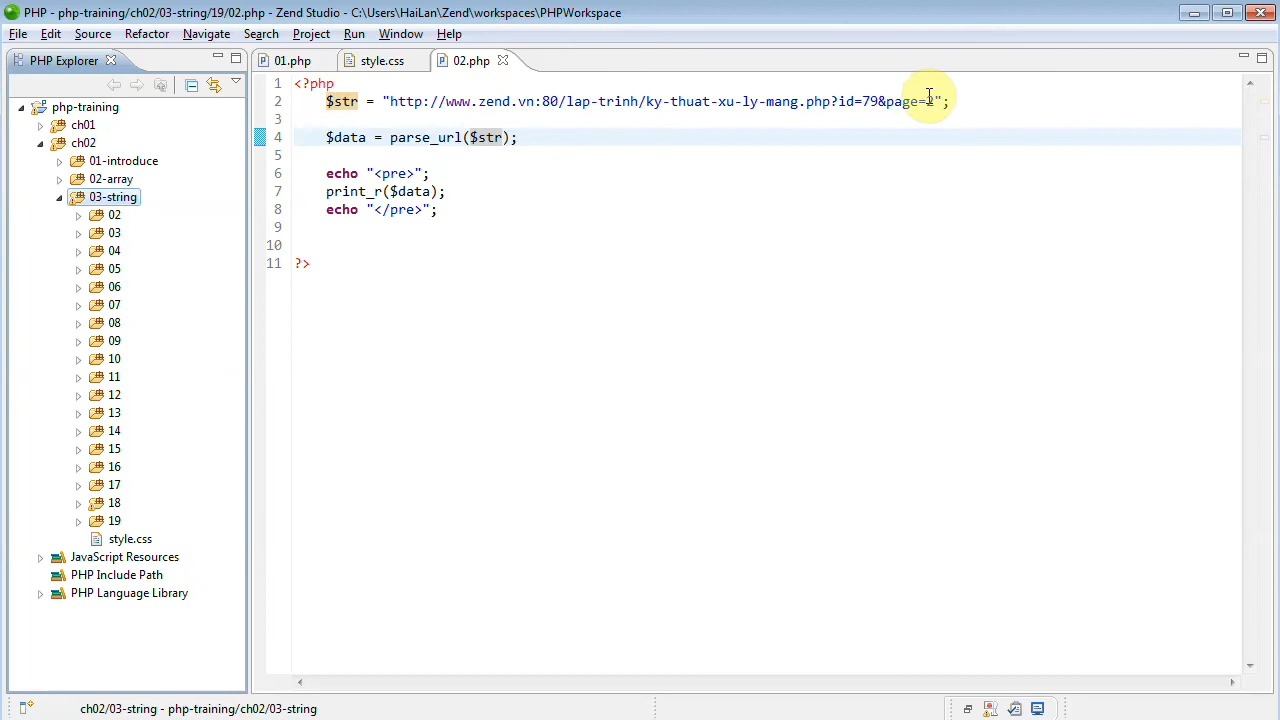 PHP - php-training/ch02/03-string/19/02.php - Zend Studio - C:\Users\HaiLan\Zend\workspaces\PHPWorkspace
File Edit Source Refactor Navigate Search Project Run Window Help
PHP Explorer
01.php style.css 02.php
php-training
ch01
ch02
01-introduce
02-array
03-string
02
03
04
05
06
07
08
09
10
11
12
13
14
15
16
17
18
19
style.css
JavaScript Resources
PHP Include Path
PHP Language Library
1 <?php
2 $str = "http://www.zend.vn:80/lap-trinh/ky-thuat-xu-ly-mang.php?id=79&page=2";
3
4 $data = parse_url($str);
5
6 echo "<pre>";
7 print_r($data);
8 echo "</pre>";
9
10
11 ?>
ch02/03-string - php-training/ch02/03-string